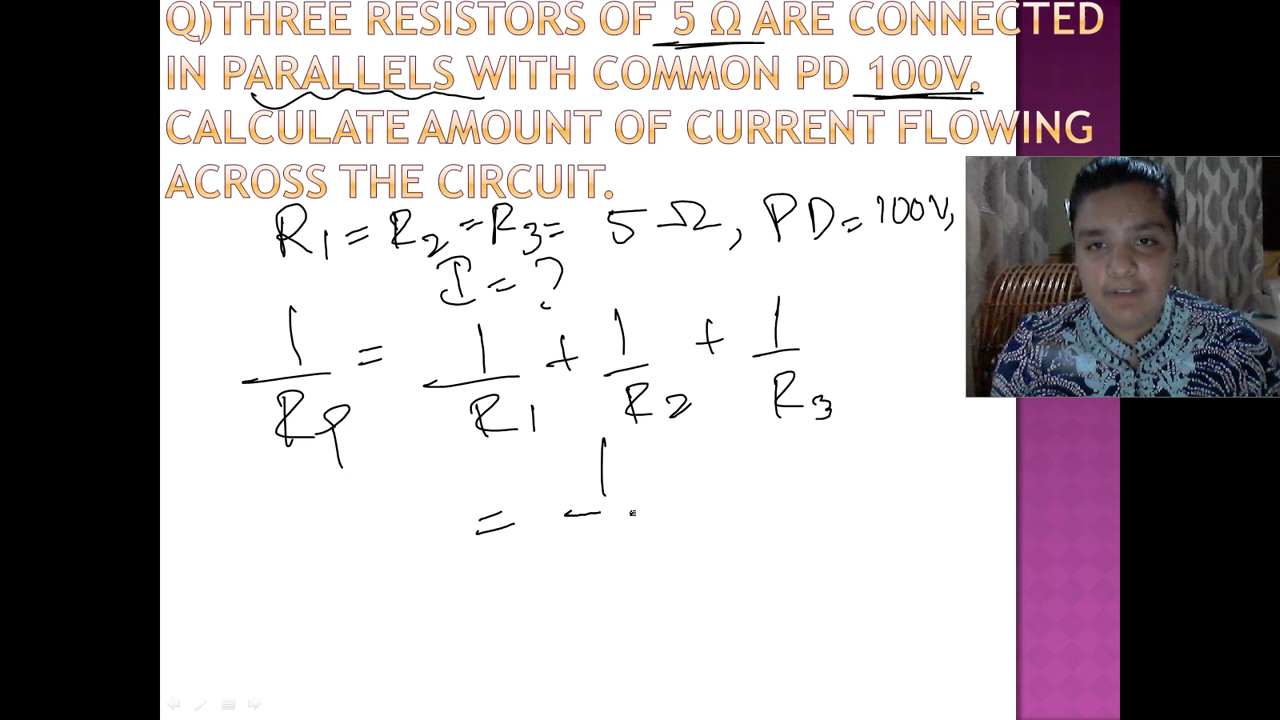 Q)THREE RESISTORS OF 5 Ω ARE CONNECTED
IN PARALLELS WITH COMMON PD 100V.
CALCULATE AMOUNT OF CURRENT FLOWING
ACROSS THE CIRCUIT.
R1 = R2 = R3 = 5 Ω, PD = 100V,
I = ?
1/Rp = 1/R1 + 1/R2 + 1/R3
= 1